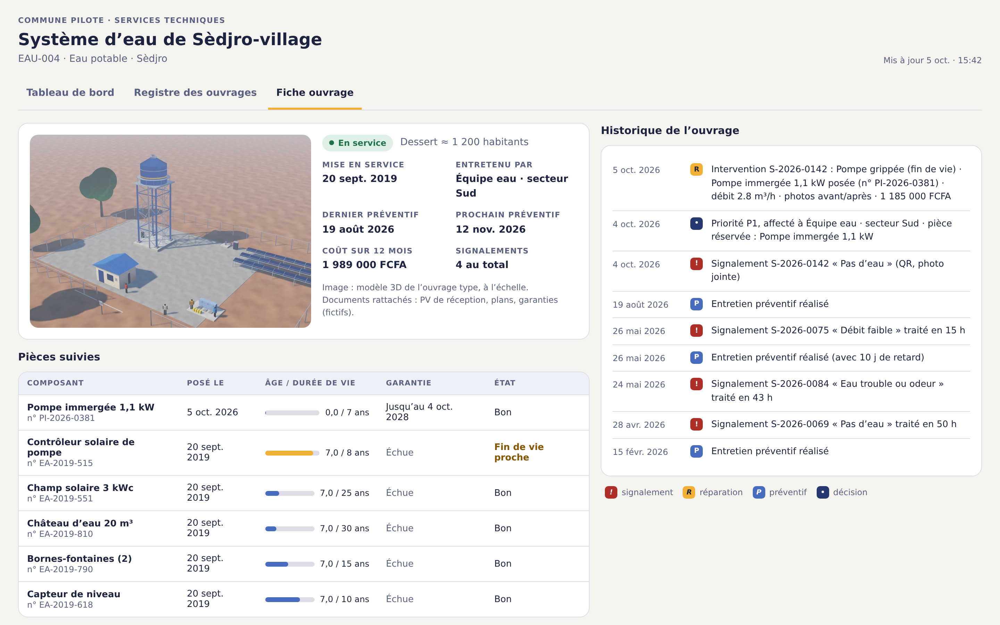 COMMUNE PILOTE · SERVICES TECHNIQUES
Système d’eau de Sèdjro-village
EAU-004 · Eau potable · Sèdjro
Mis à jour 5 oct. · 15:42
Tableau de bord
Registre des ouvrages
Fiche ouvrage
En service
Dessert ≈ 1 200 habitants
MISE EN SERVICE
20 sept. 2019
ENTRETENU PAR
Équipe eau · secteur
Sud
DERNIER PRÉVENTIF
19 août 2026
PROCHAIN PRÉVENTIF
12 nov. 2026
COÛT SUR 12 MOIS
1 989 000 FCFA
SIGNALEMENTS
4 au total
Image : modèle 3D de l’ouvrage type, à l’échelle.
Documents rattachés : PV de réception, plans, garanties
(fictifs).
Pièces suivies
COMPOSANT
POSÉ LE
ÂGE / DURÉE DE VIE
GARANTIE
ÉTAT
Pompe immergée 1,1 kW
n° PI-2026-0381
5 oct. 2026
0,0 / 7 ans
Jusqu’au 4 oct.
2028
Bon
Contrôleur solaire de
pompe
n° EA-2019-515
20 sept.
2019
7,0 / 8 ans
Échue
Fin de vie
proche
Champ solaire 3 kWc
n° EA-2019-551
20 sept.
2019
7,0 / 25 ans
Échue
Bon
Château d’eau 20 m³
n° EA-2019-810
20 sept.
2019
7,0 / 30 ans
Échue
Bon
Bornes-fontaines (2)
n° EA-2019-790
20 sept.
2019
7,0 / 15 ans
Échue
Bon
Capteur de niveau
n° EA-2019-618
20 sept.
2019
7,0 / 10 ans
Échue
Bon
Historique de l’ouvrage
5 oct. 2026
R
Intervention S-2026-0142 : Pompe grippée (fin de vie) ·
Pompe immergée 1,1 kW posée (n° PI-2026-0381) ·
débit 2.8 m³/h · photos avant/après · 1 185 000 FCFA
4 oct. 2026
•
Priorité P1, affecté à Équipe eau · secteur Sud · pièce
réservée : Pompe immergée 1,1 kW
4 oct. 2026
!
Signalement S-2026-0142 « Pas d’eau » (QR, photo
jointe)
19 août 2026
P
Entretien préventif réalisé
26 mai 2026
!
Signalement S-2026-0075 « Débit faible » traité en 15 h
26 mai 2026
P
Entretien préventif réalisé (avec 10 j de retard)
24 mai 2026
!
Signalement S-2026-0084 « Eau trouble ou odeur »
traité en 43 h
28 avr. 2026
!
Signalement S-2026-0069 « Pas d’eau » traité en 50 h
15 févr. 2026
P
Entretien préventif réalisé
! signalement
R réparation
P préventif
• décision